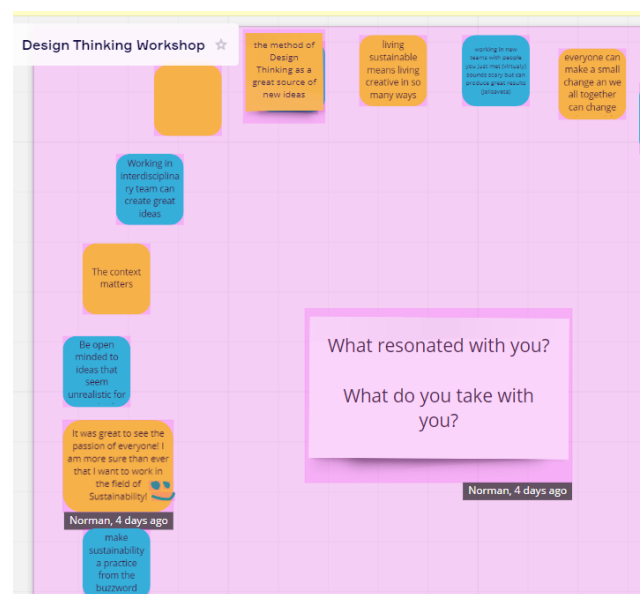 Design Thinking Workshop
the method of
Design
Thinking as a
great source of
new ideas
living
sustainable
means living
creative in so
many ways
working in new
teams with people
you just met (virtually)
sounds scary but can
produce great results
(Jelisaveta)
everyone can
make a small
change an we
all together
can change
Working in
interdisciplina
ry team can
create great
ideas
The context
matters
Be open
minded to
ideas that
seem
unrealistic for
It was great to see the
passion of everyone! I
am more sure than ever
that I want to work in
the field of
Sustainability!
Norman, 4 days ago
make
sustainability
a practice
from the
buzzword
What resonated with you?
What do you take with
you?
Norman, 4 days ago